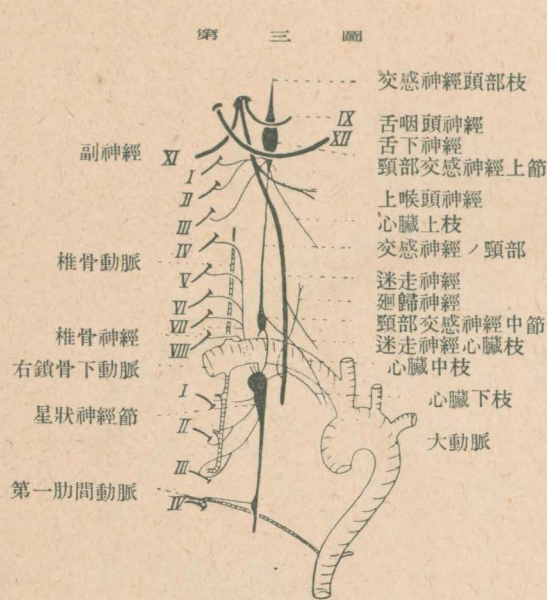 第三圖
交感神經頭部枝
IX 舌咽頭神經
XII 舌下神經
副神經 XI
頸部交感神經上節
I
II
上喉頭神經
III
心臟上枝
IV
交感神經ノ頸部
椎骨動脈
V
迷走神經
VI
廻歸神經
VII
頸部交感神經中節
椎骨神經
VIII
迷走神經心臟枝
右鎖骨下動脈
心臟中枝
I
心臟下枝
星狀神經節
II
大動脈
III
第一肋間動脈
IV